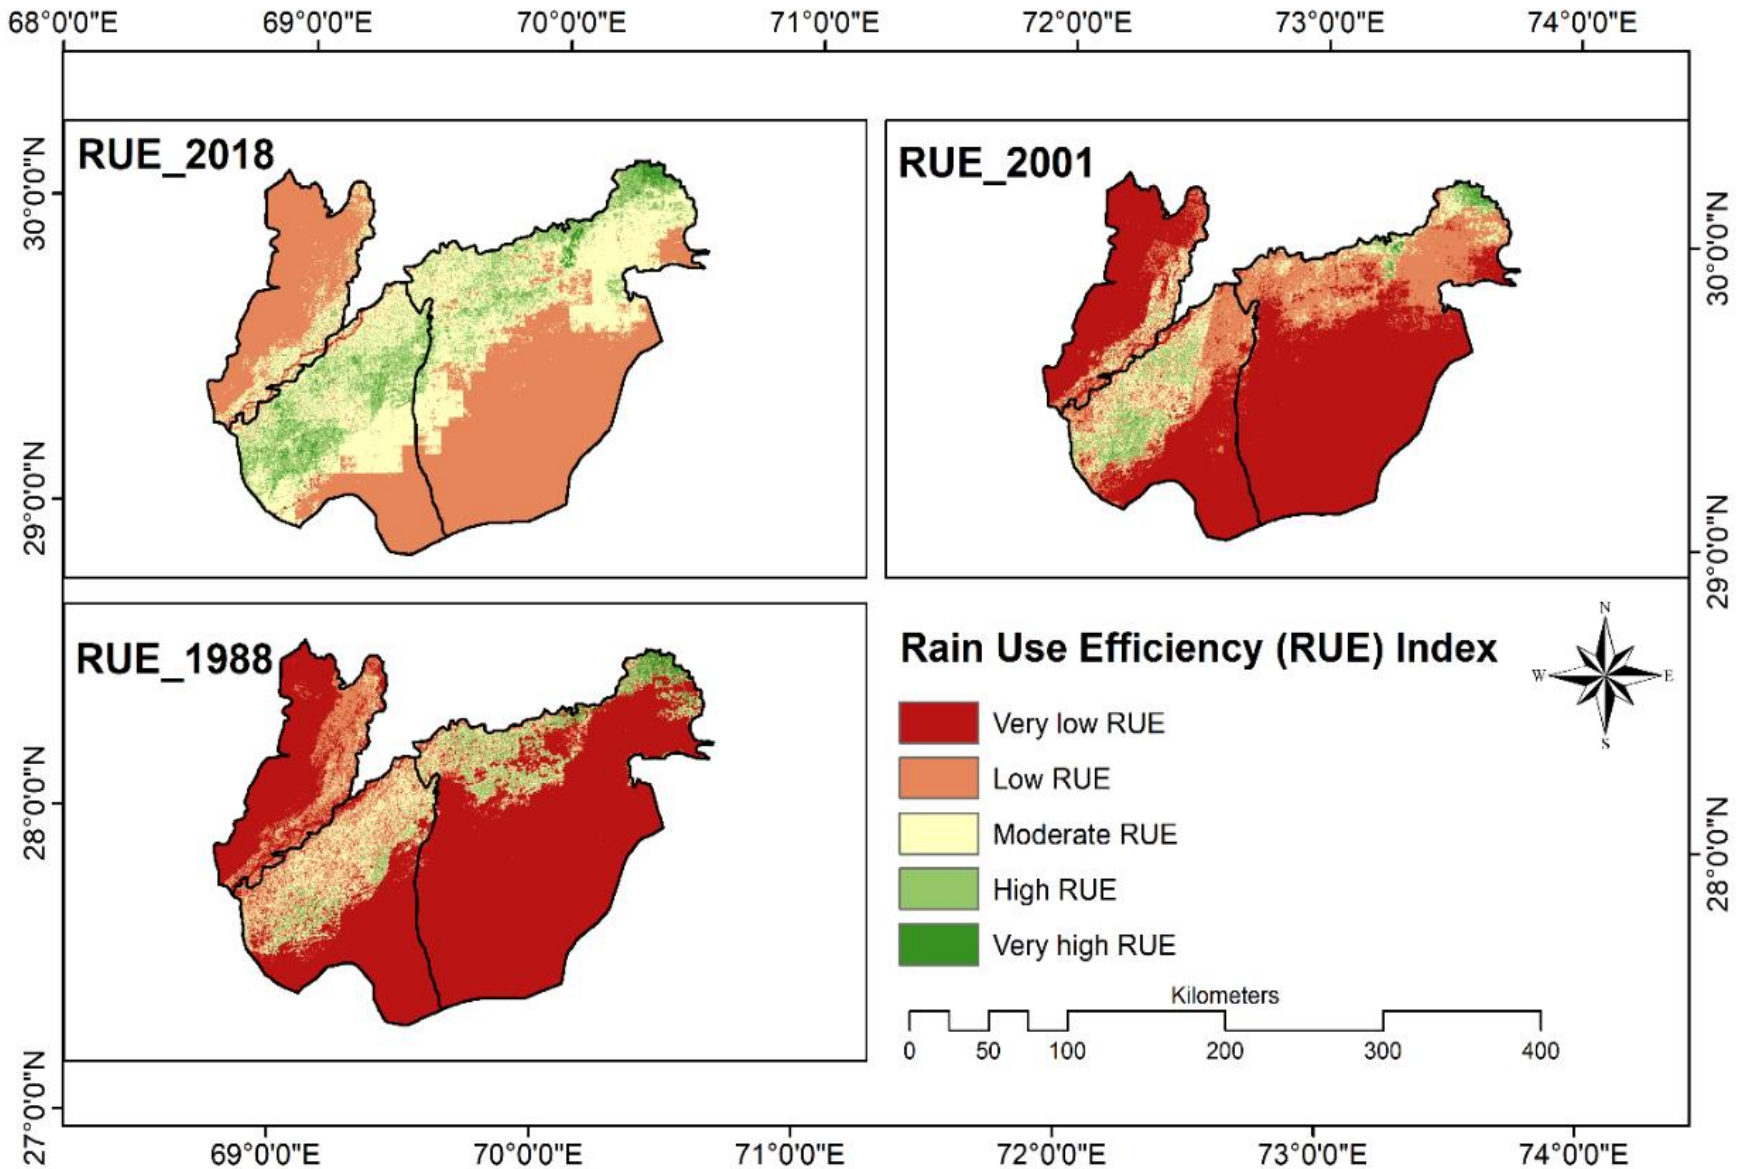 68°0'0"E 69°0'0"E 70°0'0"E 71°0'0"E 72°0'0"E 73°0'0"E 74°0'0"E
RUE_2018
RUE_2001
30°0'0"N
29°0'0"N
28°0'0"N
27°0'0"N
30°0'0"N
29°0'0"N
28°0'0"N
RUE_1988
Rain Use Efficiency (RUE) Index
N
W E
S
Very low RUE
Low RUE
Moderate RUE
High RUE
Very high RUE
Kilometers
0 50 100 200 300 400
69°0'0"E 70°0'0"E 71°0'0"E 72°0'0"E 73°0'0"E 74°0'0"E